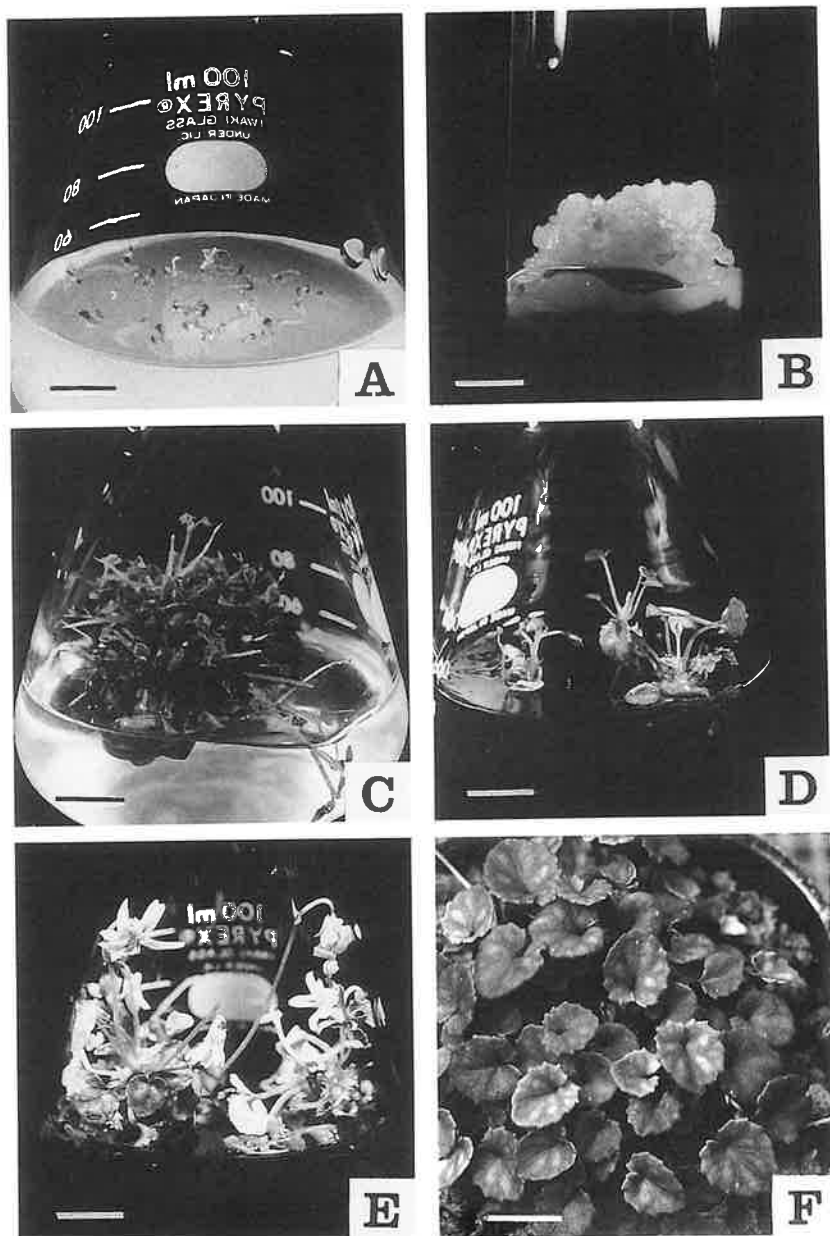 100 ml
PYREX®
IWAKI GLASS
UNDER LIC.
MADE IN JAPAN
100
80
60
A
B
100
80
60
C
100 ml
PYREX
D
100 ml
PYREX
E
F